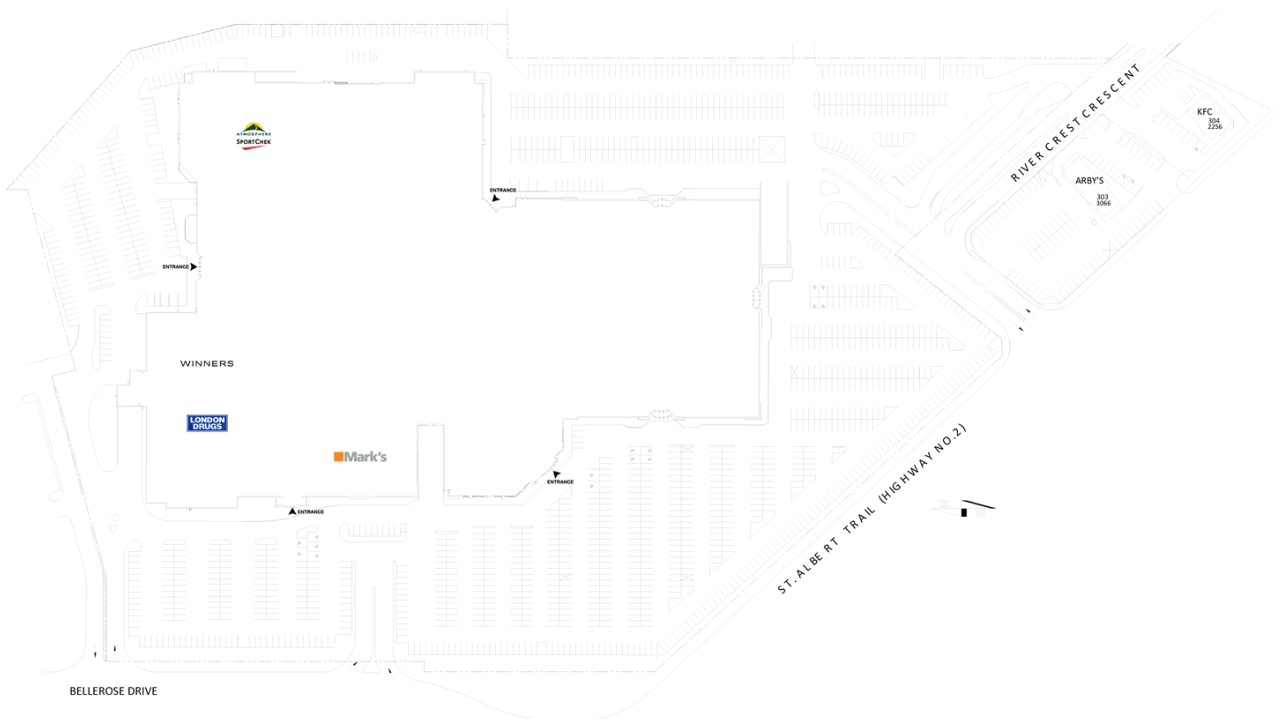 KFC
304
2256
RIVER CREST CRESCENT
ATMOSPHERE
SPORTCHEK
ARBY'S
303
3066
ENTRANCE
ENTRANCE
WINNERS
LONDON
DRUGS
Mark's
ENTRANCE
ENTRANCE
ST. ALBERT TRAIL (HIGHWAY NO.2)
BELLEROSE DRIVE